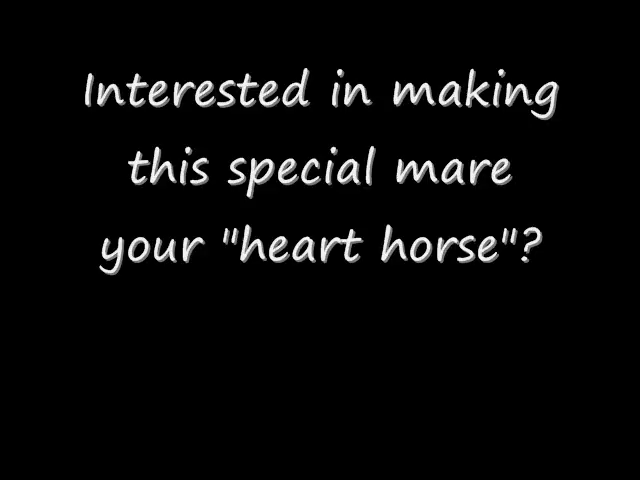 Interested in making
this special mare
your "heart horse"?